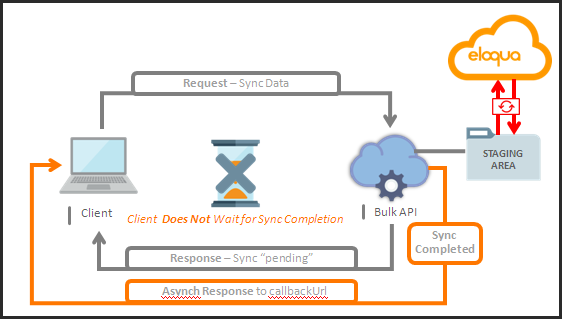 eloqua
Request – Sync Data
STAGING
AREA
Client Does Not Wait for Sync Completion
Client
Bulk API
Sync
Completed
Response – Sync “pending”
Asynch Response to callbackUrl